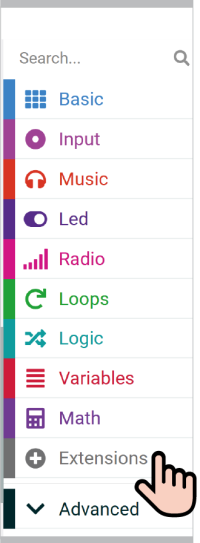 Search...
Basic
Input
Music
Led
Radio
Loops
Logic
Variables
Math
Extensions
Advanced